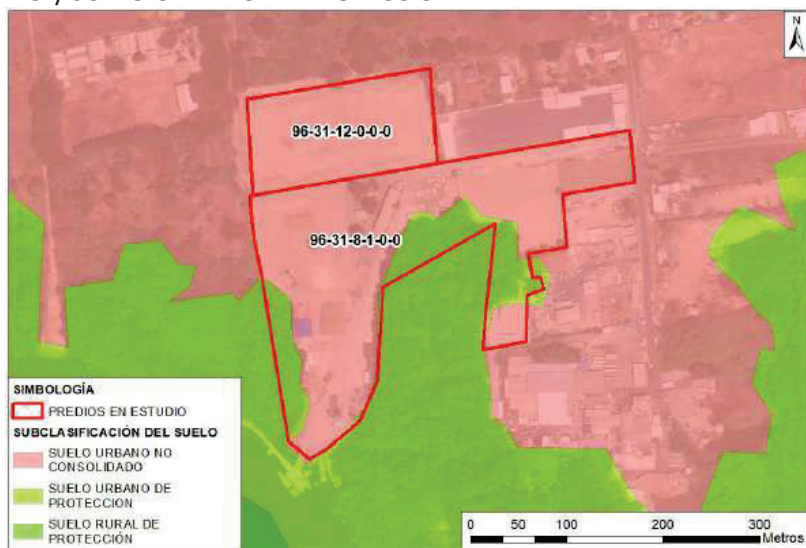 N
96-31-12-0-0-0
96-31-8-1-0-0
SIMBOLOGÍA
PREDIOS EN ESTUDIO
SUBCLASIFICACIÓN DEL SUELO
SUELO URBANO NO
CONSOLIDADO
SUELO URBANO DE
PROTECCION
SUELO RURAL DE
PROTECCIÓN
0 50 100 200 300
Metros